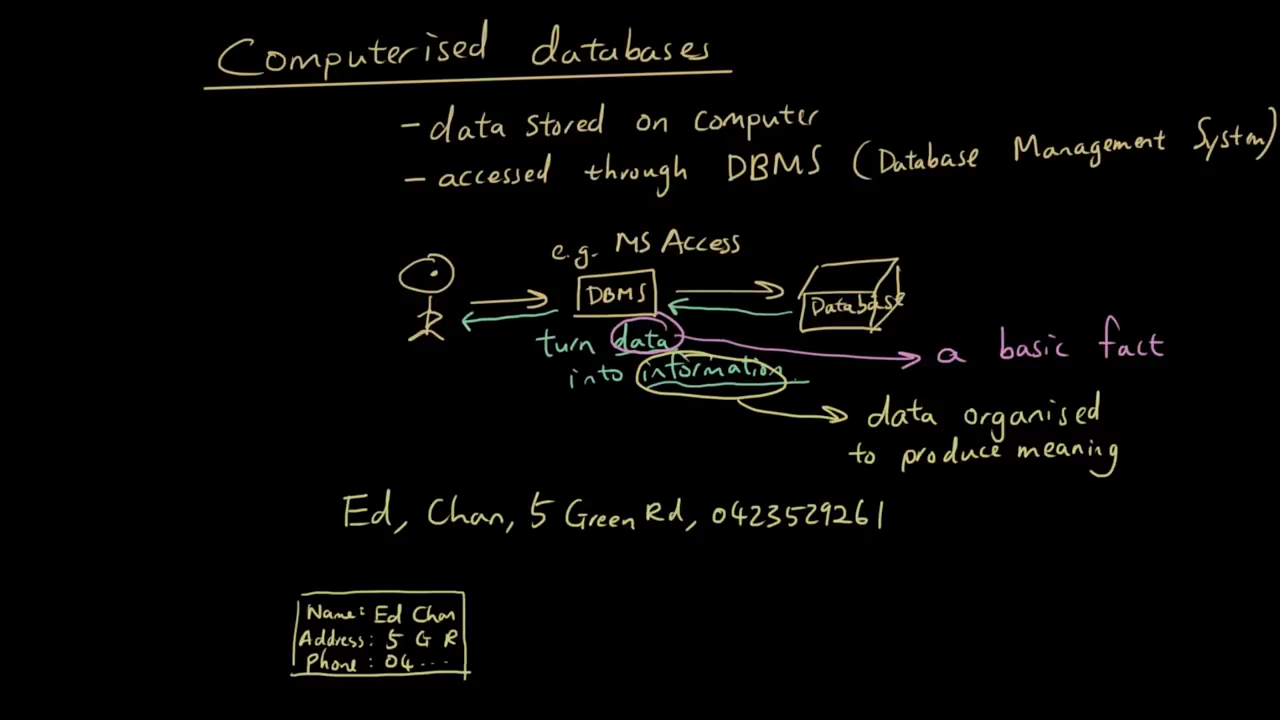 Computerised databases
- data stored on computer
- accessed through DBMS (Database Management System)
e.g. MS Access
DBMS
Database
turn data
into information
a basic fact
data organised
to produce meaning
Ed, Chan, 5 Green Rd, 0423529261
Name: Ed Chan
Address: 5 G R
Phone : 04...